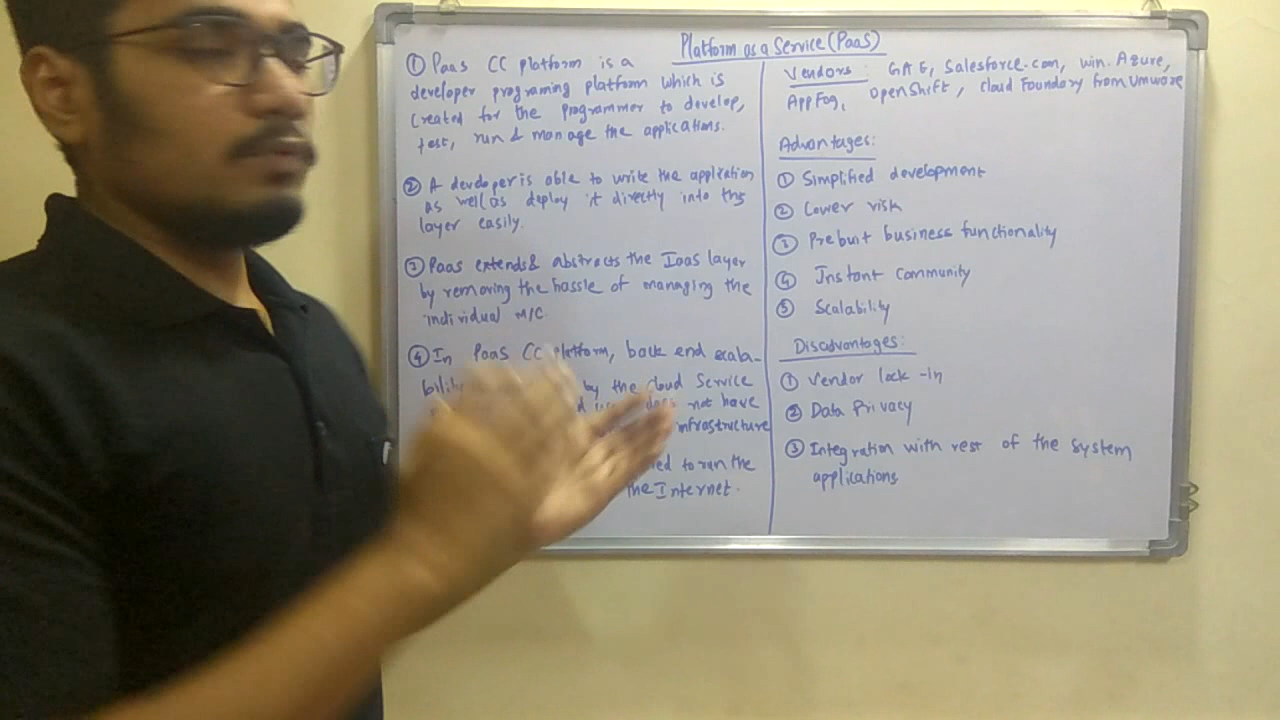 Platform as a Service (PaaS)
① Paas CC platform is a
developer programing platform which is
created for the programmer to develop,
test, run & manage the applications.
② A developer is able to write the application
as well as deploy it directly into this
layer easily.
③ Paas extends & abstracts the Iaas layer
by removing the hassle of managing the
individual M/C.
④ In Paas CC platform, back end scala-
bility by the Cloud Service
does not have
infrastructure
to run the
the Internet.
Vendors: GAE, Salesforce.com, win. Azure,
AppFog, OpenShift, Cloud Foundary from Vmware
Advantages:
① Simplified development
② Lower risk
③ Prebuit business functionality
④ Instant Community
⑤ Scalability
Disadvantages:
① Vendor lock-in
② Data Privacy
③ Integration with rest of the system
applications